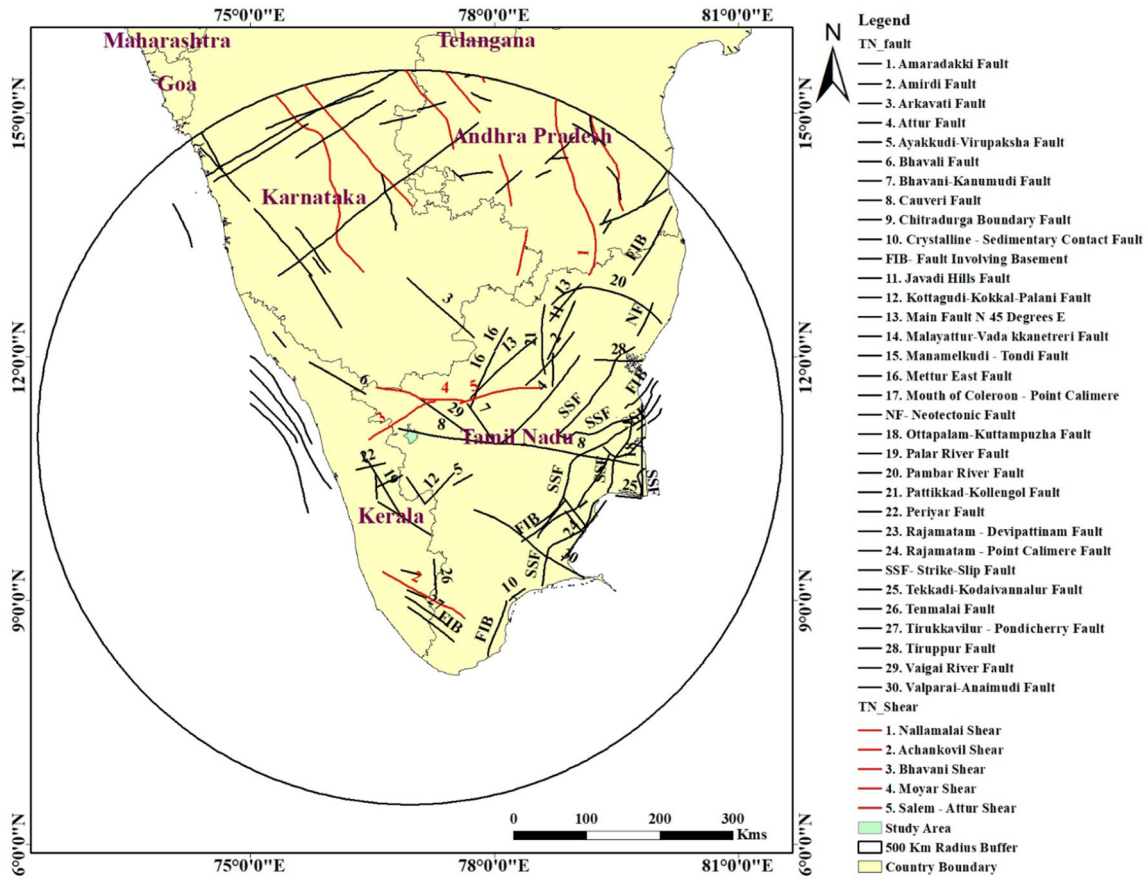 75°0'0"E 78°0'0"E 81°0'0"E
Maharashtra
Telangana
Goa
N
15°0'0"N
15°0'0"N
Andhra Pradesh
Karnataka
1
FIB
20
13
11
3
NF
16
13
21
2
16
28
6
4
5
4
FIB
3
29
7
SSF
SSF
SSF
8
Tamil Nadu
8
22
19
12
5
SSF
SSF
25
SSF
Kerala
FIB
24
30
SSF
2
26
10
27
FIB
FIB
12°0'0"N
12°0'0"N
9°0'0"N
9°0'0"N
6°0'0"N
6°0'0"N
0 100 200 300
Kms
75°0'0"E 78°0'0"E 81°0'0"E
Legend
TN_fault
1. Amaradakki Fault
2. Amirdi Fault
3. Arkavati Fault
4. Attur Fault
5. Ayakkudi-Virupaksha Fault
6. Bhavali Fault
7. Bhavani-Kanumudi Fault
8. Cauveri Fault
9. Chitradurga Boundary Fault
10. Crystalline - Sedimentary Contact Fault
FIB- Fault Involving Basement
11. Javadi Hills Fault
12. Kottagudi-Kokkal-Palani Fault
13. Main Fault N 45 Degrees E
14. Malayattur-Vada kkanetreri Fault
15. Manamelkudi - Tondi Fault
16. Mettur East Fault
17. Mouth of Coleroon - Point Calimere
NF- Neotectonic Fault
18. Ottapalam-Kuttampuzha Fault
19. Palar River Fault
20. Pambar River Fault
21. Pattikkad-Kollengol Fault
22. Periyar Fault
23. Rajamatam - Devipattinam Fault
24. Rajamatam - Point Calimere Fault
SSF- Strike-Slip Fault
25. Tekkadi-Kodaivannalur Fault
26. Tenmalai Fault
27. Tirukkavilur - Pondicherry Fault
28. Tiruppur Fault
29. Vaigai River Fault
30. Valparai-Anaimudi Fault
TN_Shear
1. Nallamalai Shear
2. Achankovil Shear
3. Bhavani Shear
4. Moyar Shear
5. Salem - Attur Shear
Study Area
500 Km Radius Buffer
Country Boundary